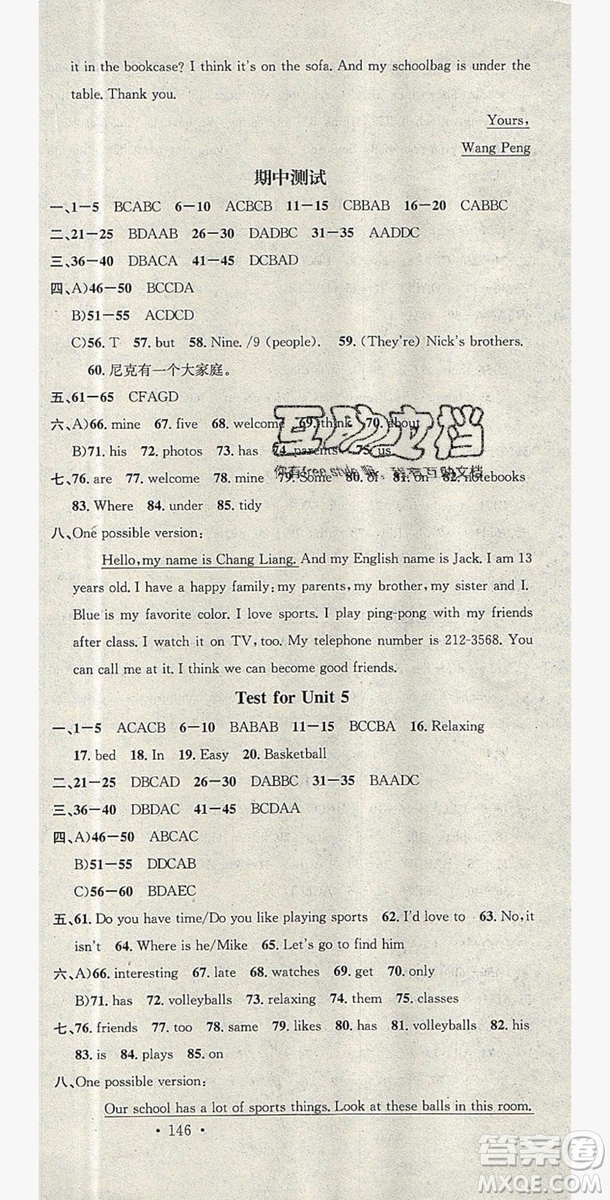 it in the bookcase? I think it's on the sofa. And my schoolbag is under the
table. Thank you.
Yours,
Wang Peng
期中测试
一、1—5 BCABC 6—10 ACBCB 11—15 CBBAB 16—20 CABBC
二、21—25 BDAAB 26—30 DADBC 31—35 AADDC
三、36—40 DBACA 41—45 DCBAD
四、A)46—50 BCCDA
B)51—55 ACDCD
C)56. T 57. but 58. Nine. /9 (people). 59. (They're) Nick's brothers.
60. 尼克有一个大家庭。
五、61—65 CFAGD
六、A)66. mine 67. five 68. welcome 69. think 70. about
B)71. his 72. photos 73. has 74. parents 75. us
七、76. are 77. welcome 78. mine 79. Some 80. of 81. on 82. notebooks
83. Where 84. under 85. tidy
八、One possible version:
Hello, my name is Chang Liang. And my English name is Jack. I am 13
years old. I have a happy family: my parents, my brother, my sister and I.
Blue is my favorite color. I love sports. I play ping-pong with my friends
after class. I watch it on TV, too. My telephone number is 212-3568. You
can call me at it. I think we can become good friends.
Test for Unit 5
一、1—5 ACACB 6—10 BABAB 11—15 BCCBA 16. Relaxing
17. bed 18. In 19. Easy 20. Basketball
二、21—25 DBCAD 26—30 DABBC 31—35 BAADC
三、36—40 DBDAC 41—45 BCDAA
四、A)46—50 ABCAC
B)51—55 DDCAB
C)56—60 BDAEC
五、61. Do you have time/Do you like playing sports 62. I'd love to 63. No, it
isn't 64. Where is he/Mike 65. Let's go to find him
六、A)66. interesting 67. late 68. watches 69. get 70. only
B)71. has 72. volleyballs 73. relaxing 74. them 75. classes
七、76. friends 77. too 78. same 79. likes 80. has 81. volleyballs 82. his
83. is 84. plays 85. on
八、One possible version:
Our school has a lot of sports things. Look at these balls in this room.
• 146 •
互助文档
你有free style 嘛，我有互助文档
答案圈
MXQE.COM